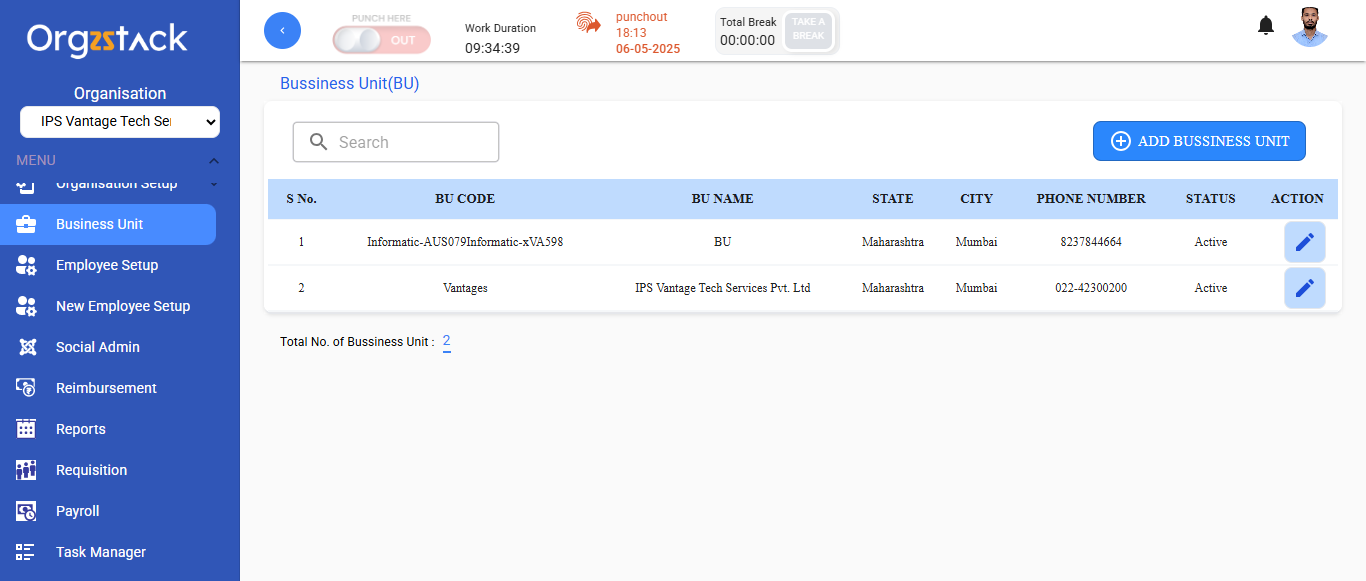 Orgzstack
Organisation
IPS Vantage Tech Ser
MENU
Organisation Setup
Business Unit
Employee Setup
New Employee Setup
Social Admin
Reimbursement
Reports
Requisition
Payroll
Task Manager
PUNCH HERE
OUT
Work Duration
09:34:39
punchout
18:13
06-05-2025
Total Break
00:00:00
TAKE A
BREAK
Bussiness Unit(BU)
Search
ADD BUSSINESS UNIT
S No. BU CODE BU NAME STATE CITY PHONE NUMBER STATUS ACTION
1 Informatic-AUS079Informatic-xVA598 BU Maharashtra Mumbai 8237844664 Active
2 Vantages IPS Vantage Tech Services Pvt. Ltd Maharashtra Mumbai 022-42300200 Active
Total No. of Bussiness Unit : 2